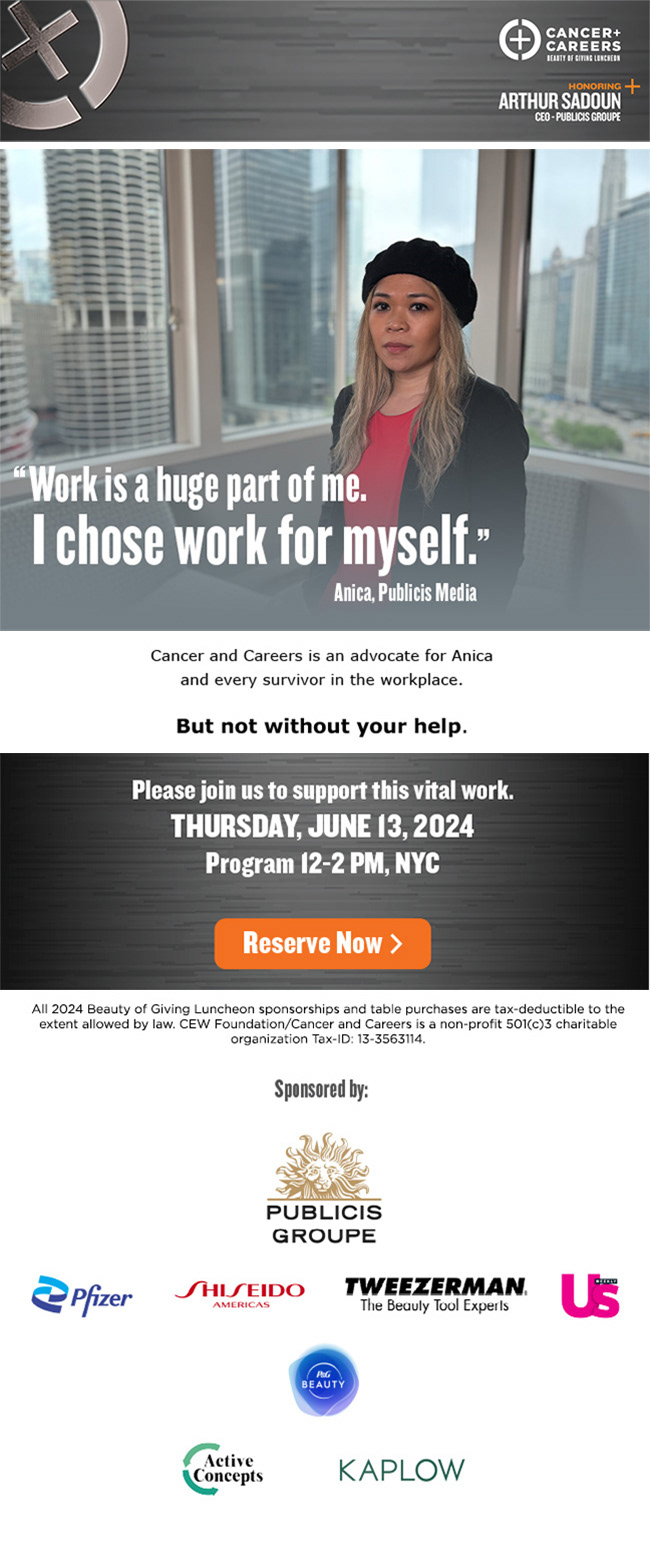 CANCER+
CAREERS
BEAUTY OF GIVING LUNCHEON
HONORING
ARTHUR SADOUN
CEO - PUBLICIS GROUPE
“Work is a huge part of me.
I chose work for myself.”
Anica, Publicis Media
Cancer and Careers is an advocate for Anica
and every survivor in the workplace.
But not without your help.
Please join us to support this vital work.
THURSDAY, JUNE 13, 2024
Program 12-2 PM, NYC
Reserve Now >
All 2024 Beauty of Giving Luncheon sponsorships and table purchases are tax-deductible to the
extent allowed by law. CEW Foundation/Cancer and Careers is a non-profit 501(c)3 charitable
organization Tax-ID: 13-3563114.
Sponsored by:
PUBLICIS
GROUPE
Pfizer
SHISEIDO
AMERICAS
TWEEZERMAN®
The Beauty Tool Experts
Us WEEKLY
P&G
BEAUTY
Active
Concepts
KAPLOW